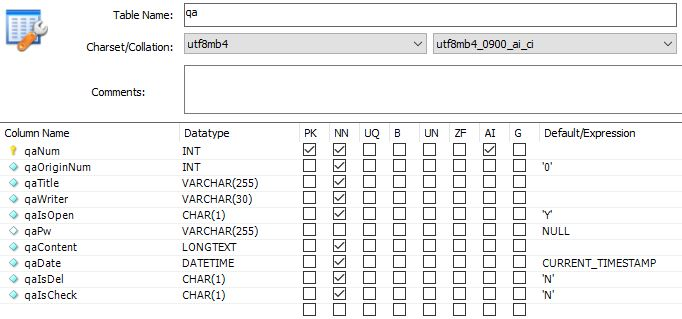 Table Name: qa
Charset/Collation: utf8mb4 utf8mb4_0900_ai_ci
Comments:
Column Name Datatype PK NN UQ B UN ZF AI G Default/Expression
qaNum INT
qaOriginNum INT '0'
qaTitle VARCHAR(255)
qaWriter VARCHAR(30)
qaIsOpen CHAR(1) 'Y'
qaPw VARCHAR(255) NULL
qaContent LONGTEXT
qaDate DATETIME CURRENT_TIMESTAMP
qaIsDel CHAR(1) 'N'
qaIsCheck CHAR(1) 'N'